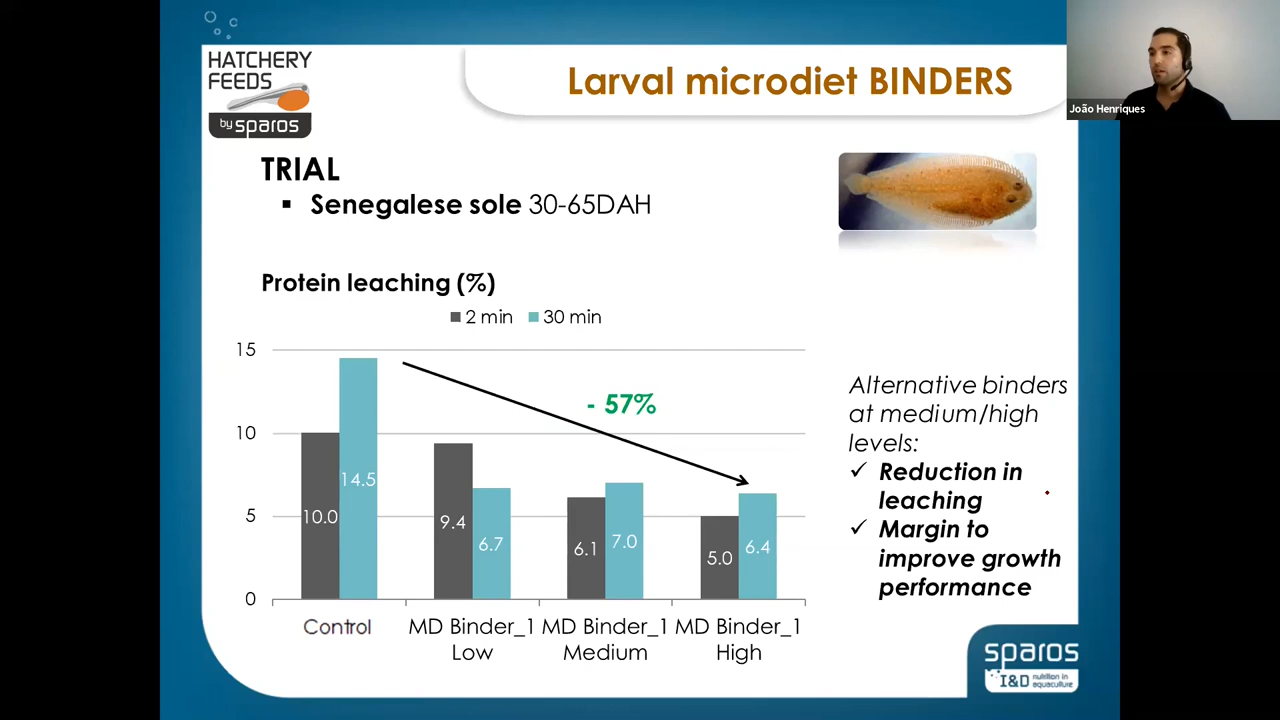 HATCHERY
FEEDS
by sparos
Larval microdiet BINDERS
João Henriques
TRIAL
▪ Senegalese sole 30-65DAH
Protein leaching (%)
2 min 30 min
15
10
5
0
- 57%
10.0
14.5
9.4
6.7
6.1
7.0
5.0
6.4
Control
MD Binder_1
Low
MD Binder_1
Medium
MD Binder_1
High
Alternative binders
at medium/high
levels:
✓ Reduction in
leaching
✓ Margin to
improve growth
performance
sparos
I&D nutrition in
aquaculture